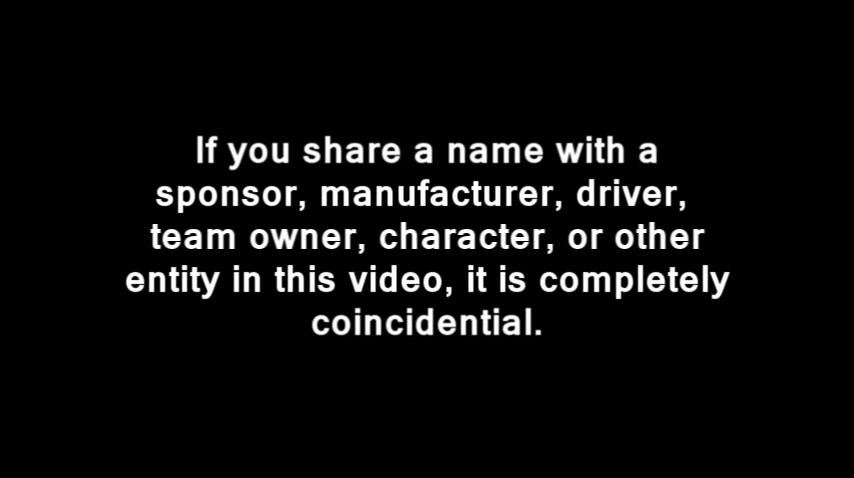 If you share a name with a
sponsor, manufacturer, driver,
team owner, character, or other
entity in this video, it is completely
coincidential.